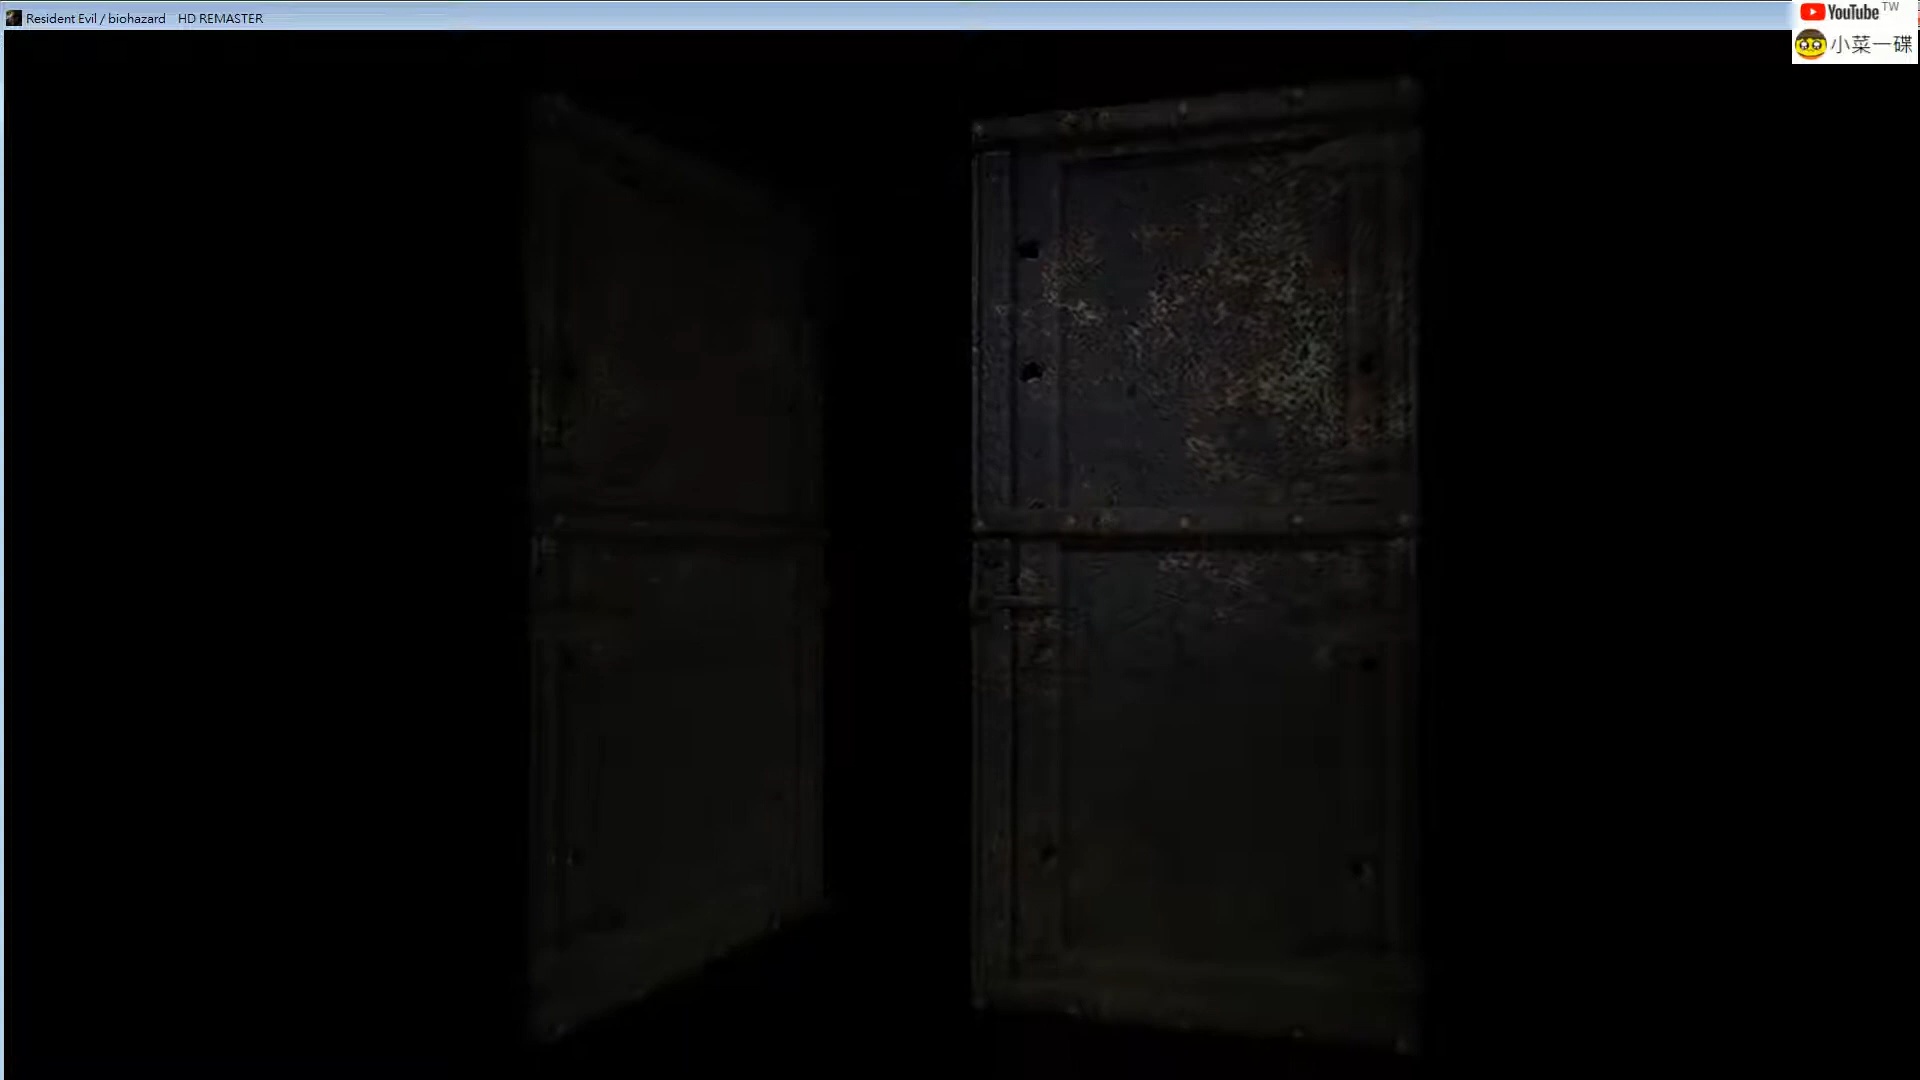 Resident Evil / biohazard HD REMASTER
YouTube TW
小菜一碟